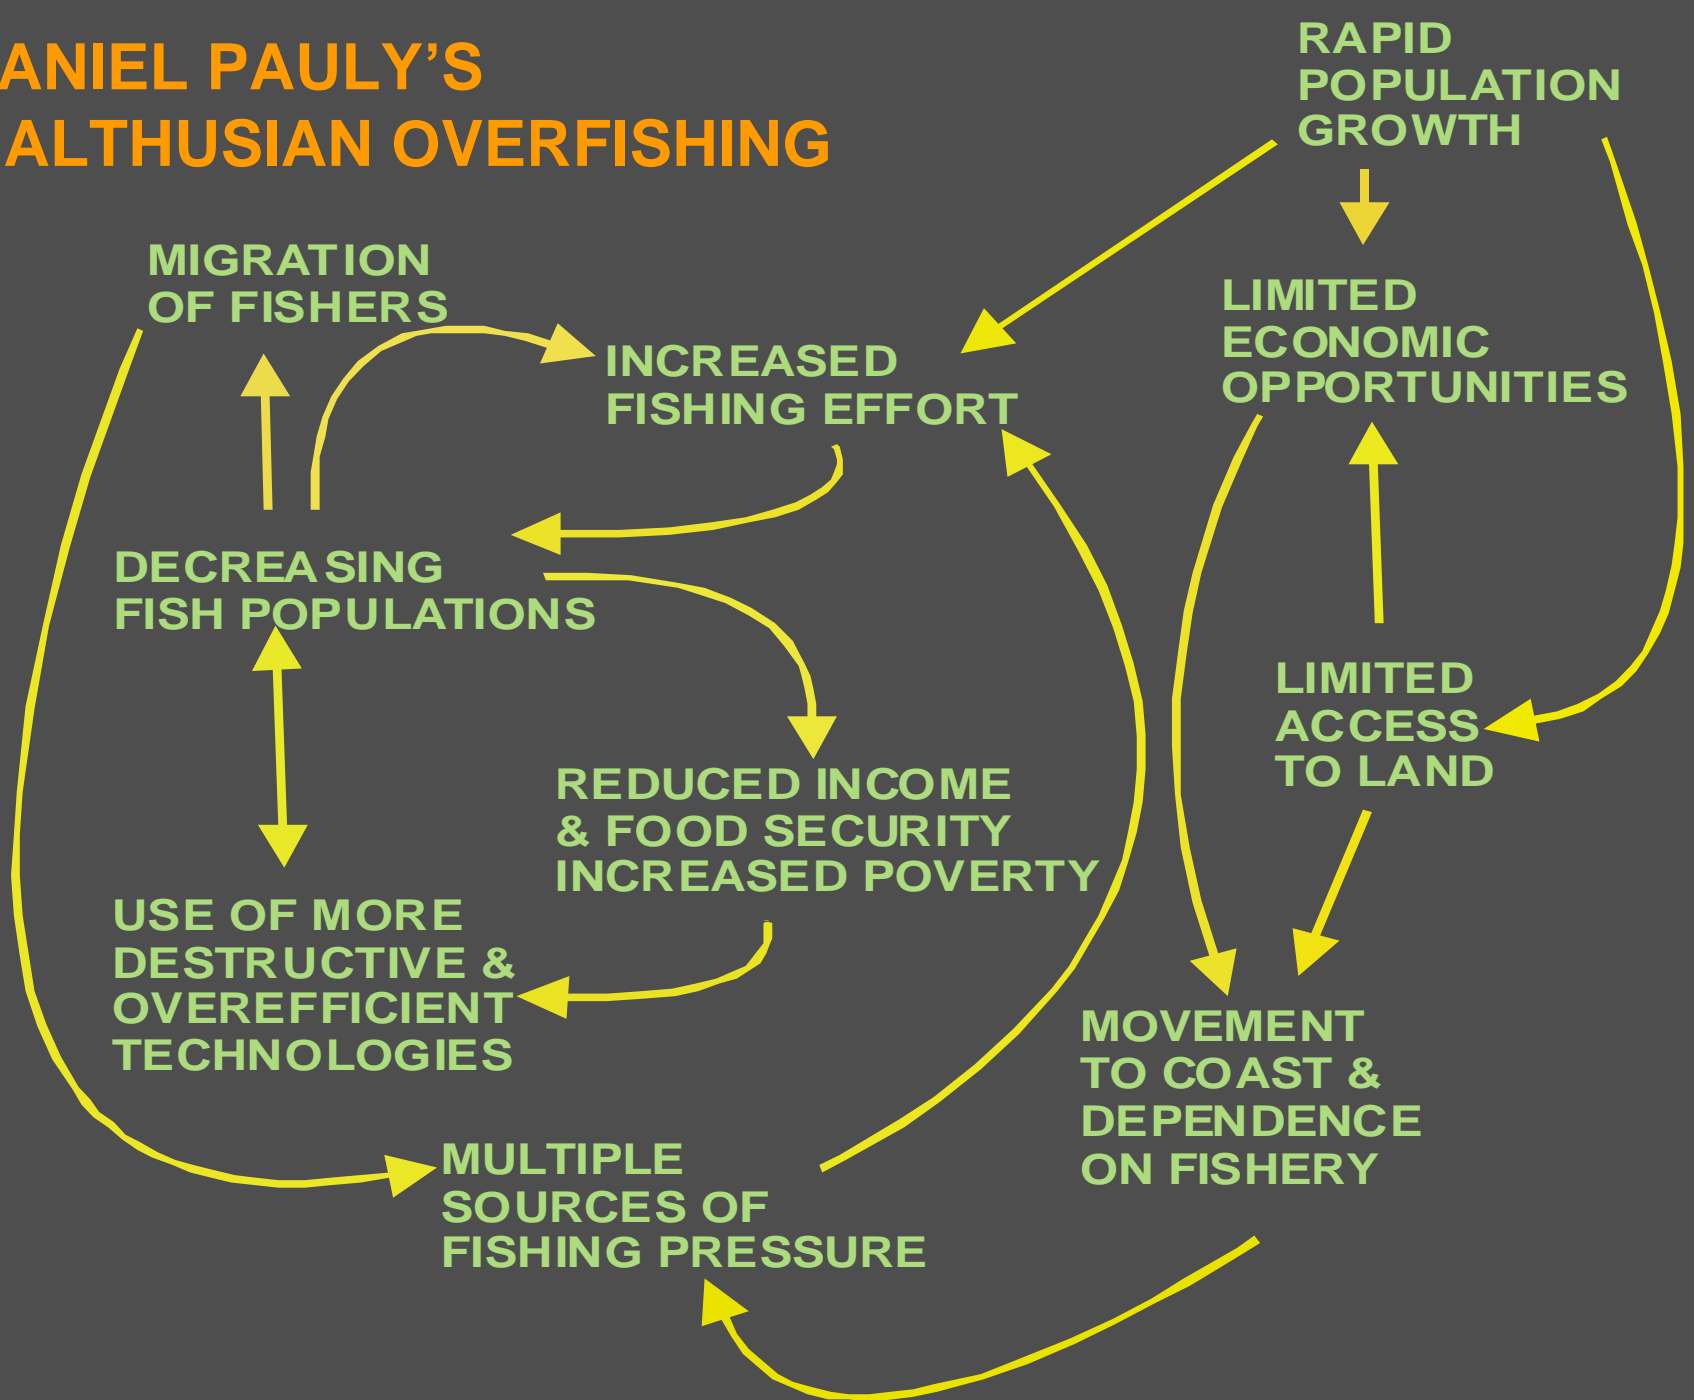 ANIEL PAULY’S
ALTHUSIAN OVERFISHING
RAPID
POPULATION
GROWTH
MIGRATION
OF FISHERS
LIMITED
ECONOMIC
OPPORTUNITIES
INCREASED
FISHING EFFORT
DECREASING
FISH POPULATIONS
LIMITED
ACCESS
TO LAND
REDUCED INCOME
& FOOD SECURITY
INCREASED POVERTY
USE OF MORE
DESTRUCTIVE &
OVEREFFICIENT
TECHNOLOGIES
MOVEMENT
TO COAST &
DEPENDENCE
ON FISHERY
MULTIPLE
SOURCES OF
FISHING PRESSURE